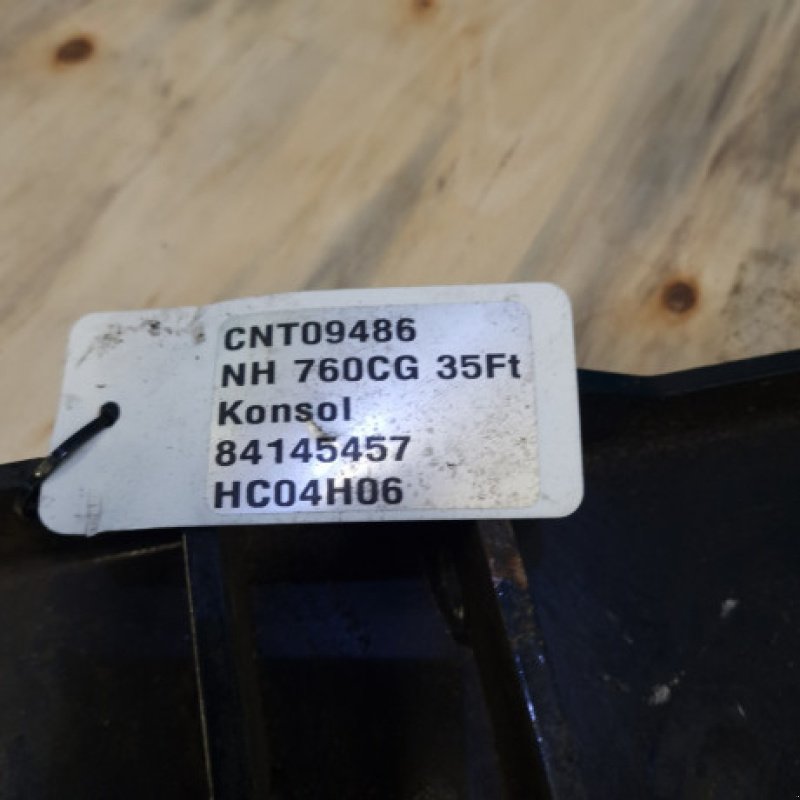 CNT09486
NH 760CG 35Ft
Konsol
84145457
HC04H06